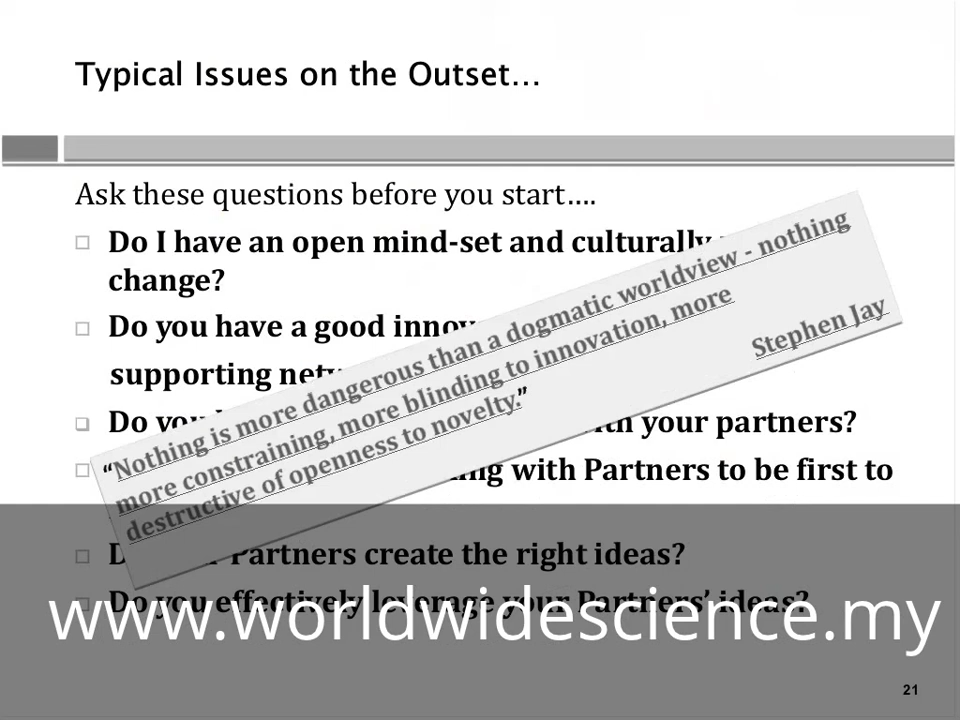 Typical Issues on the Outset…
Ask these questions before you start….
Do I have an open mind-set and culturally
change?
Do you have a good
supporting
Do you with your partners?
with Partners to be first to
Partners create the right ideas?
Do you effectively leverage your Partners’ ideas?
“Nothing is more dangerous than a dogmatic worldview - nothing
more constraining, more blinding to innovation, more
destructive of openness to novelty.”
Stephen Jay
www.worldwidescience.my
21